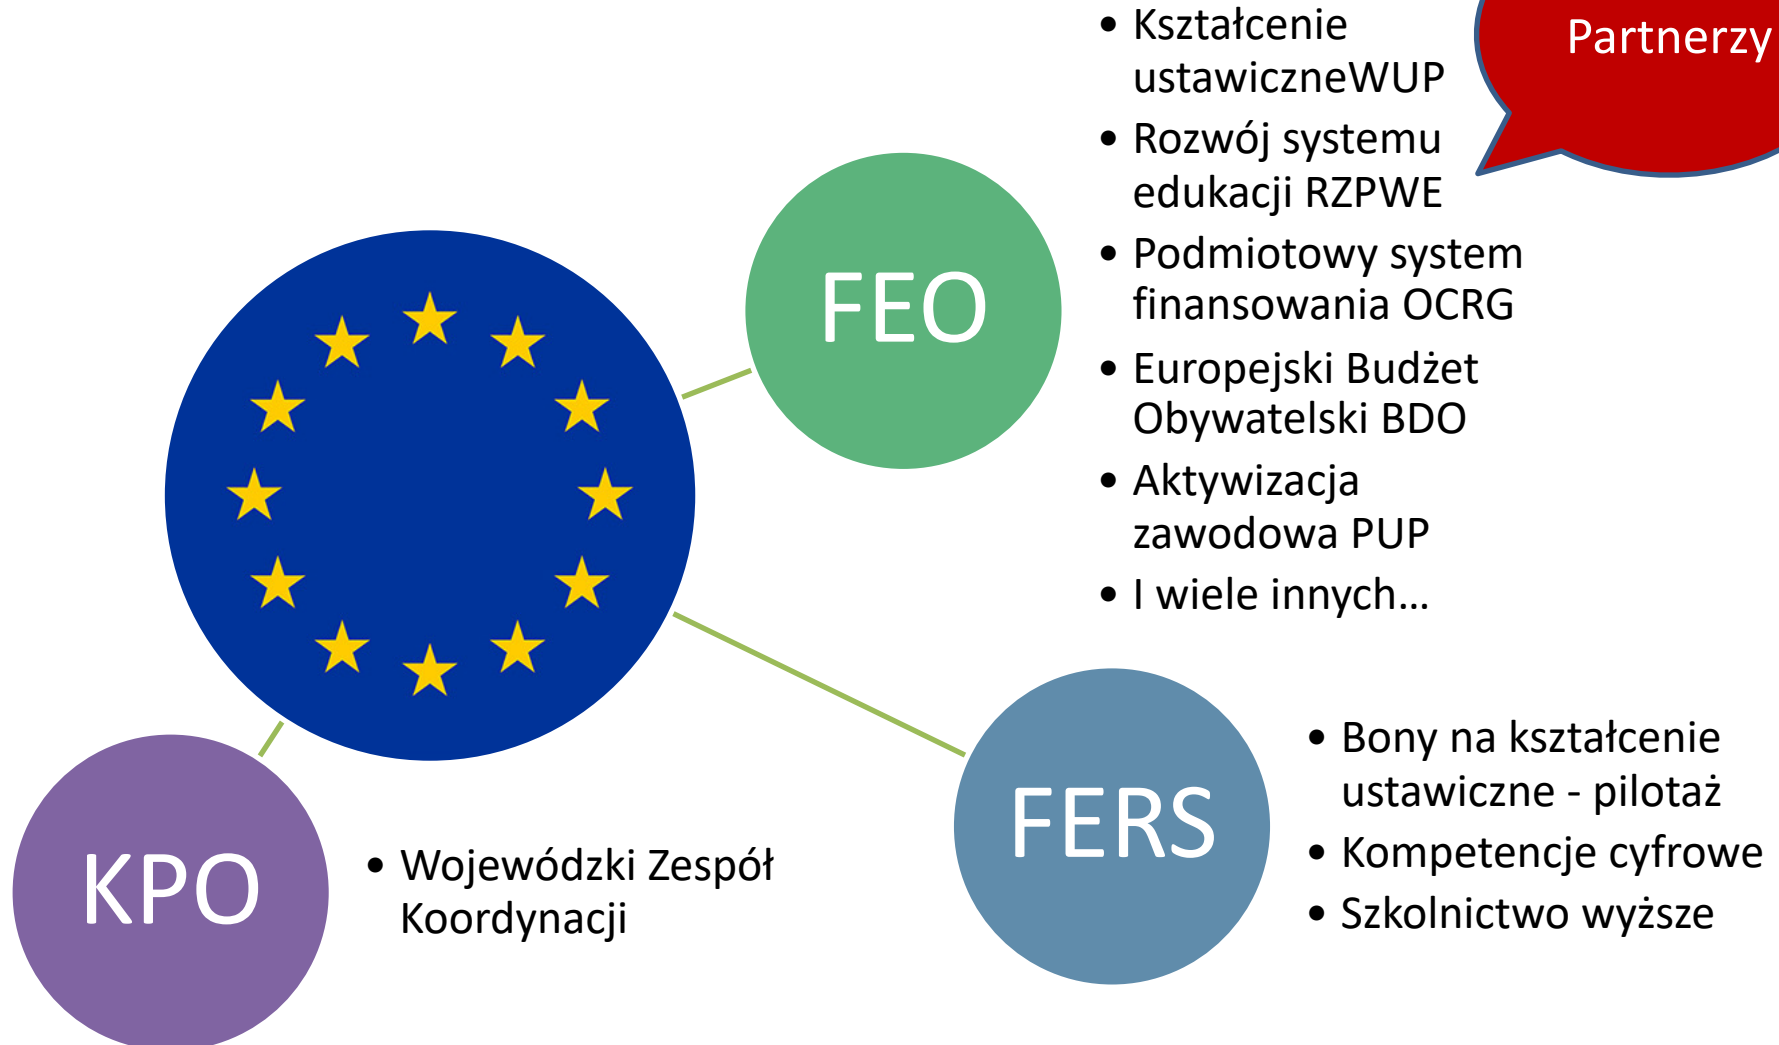 • Kształcenie
ustawiczneWUP
• Rozwój systemu
edukacji RZPWE
• Podmiotowy system
finansowania OCRG
• Europejski Budżet
Obywatelski BDO
• Aktywizacja
zawodowa PUP
• I wiele innych...
Partnerzy
FEO
FERS
• Bony na kształcenie
ustawiczne - pilotaż
• Kompetencje cyfrowe
• Szkolnictwo wyższe
KPO
• Wojewódzki Zespół
Koordynacji